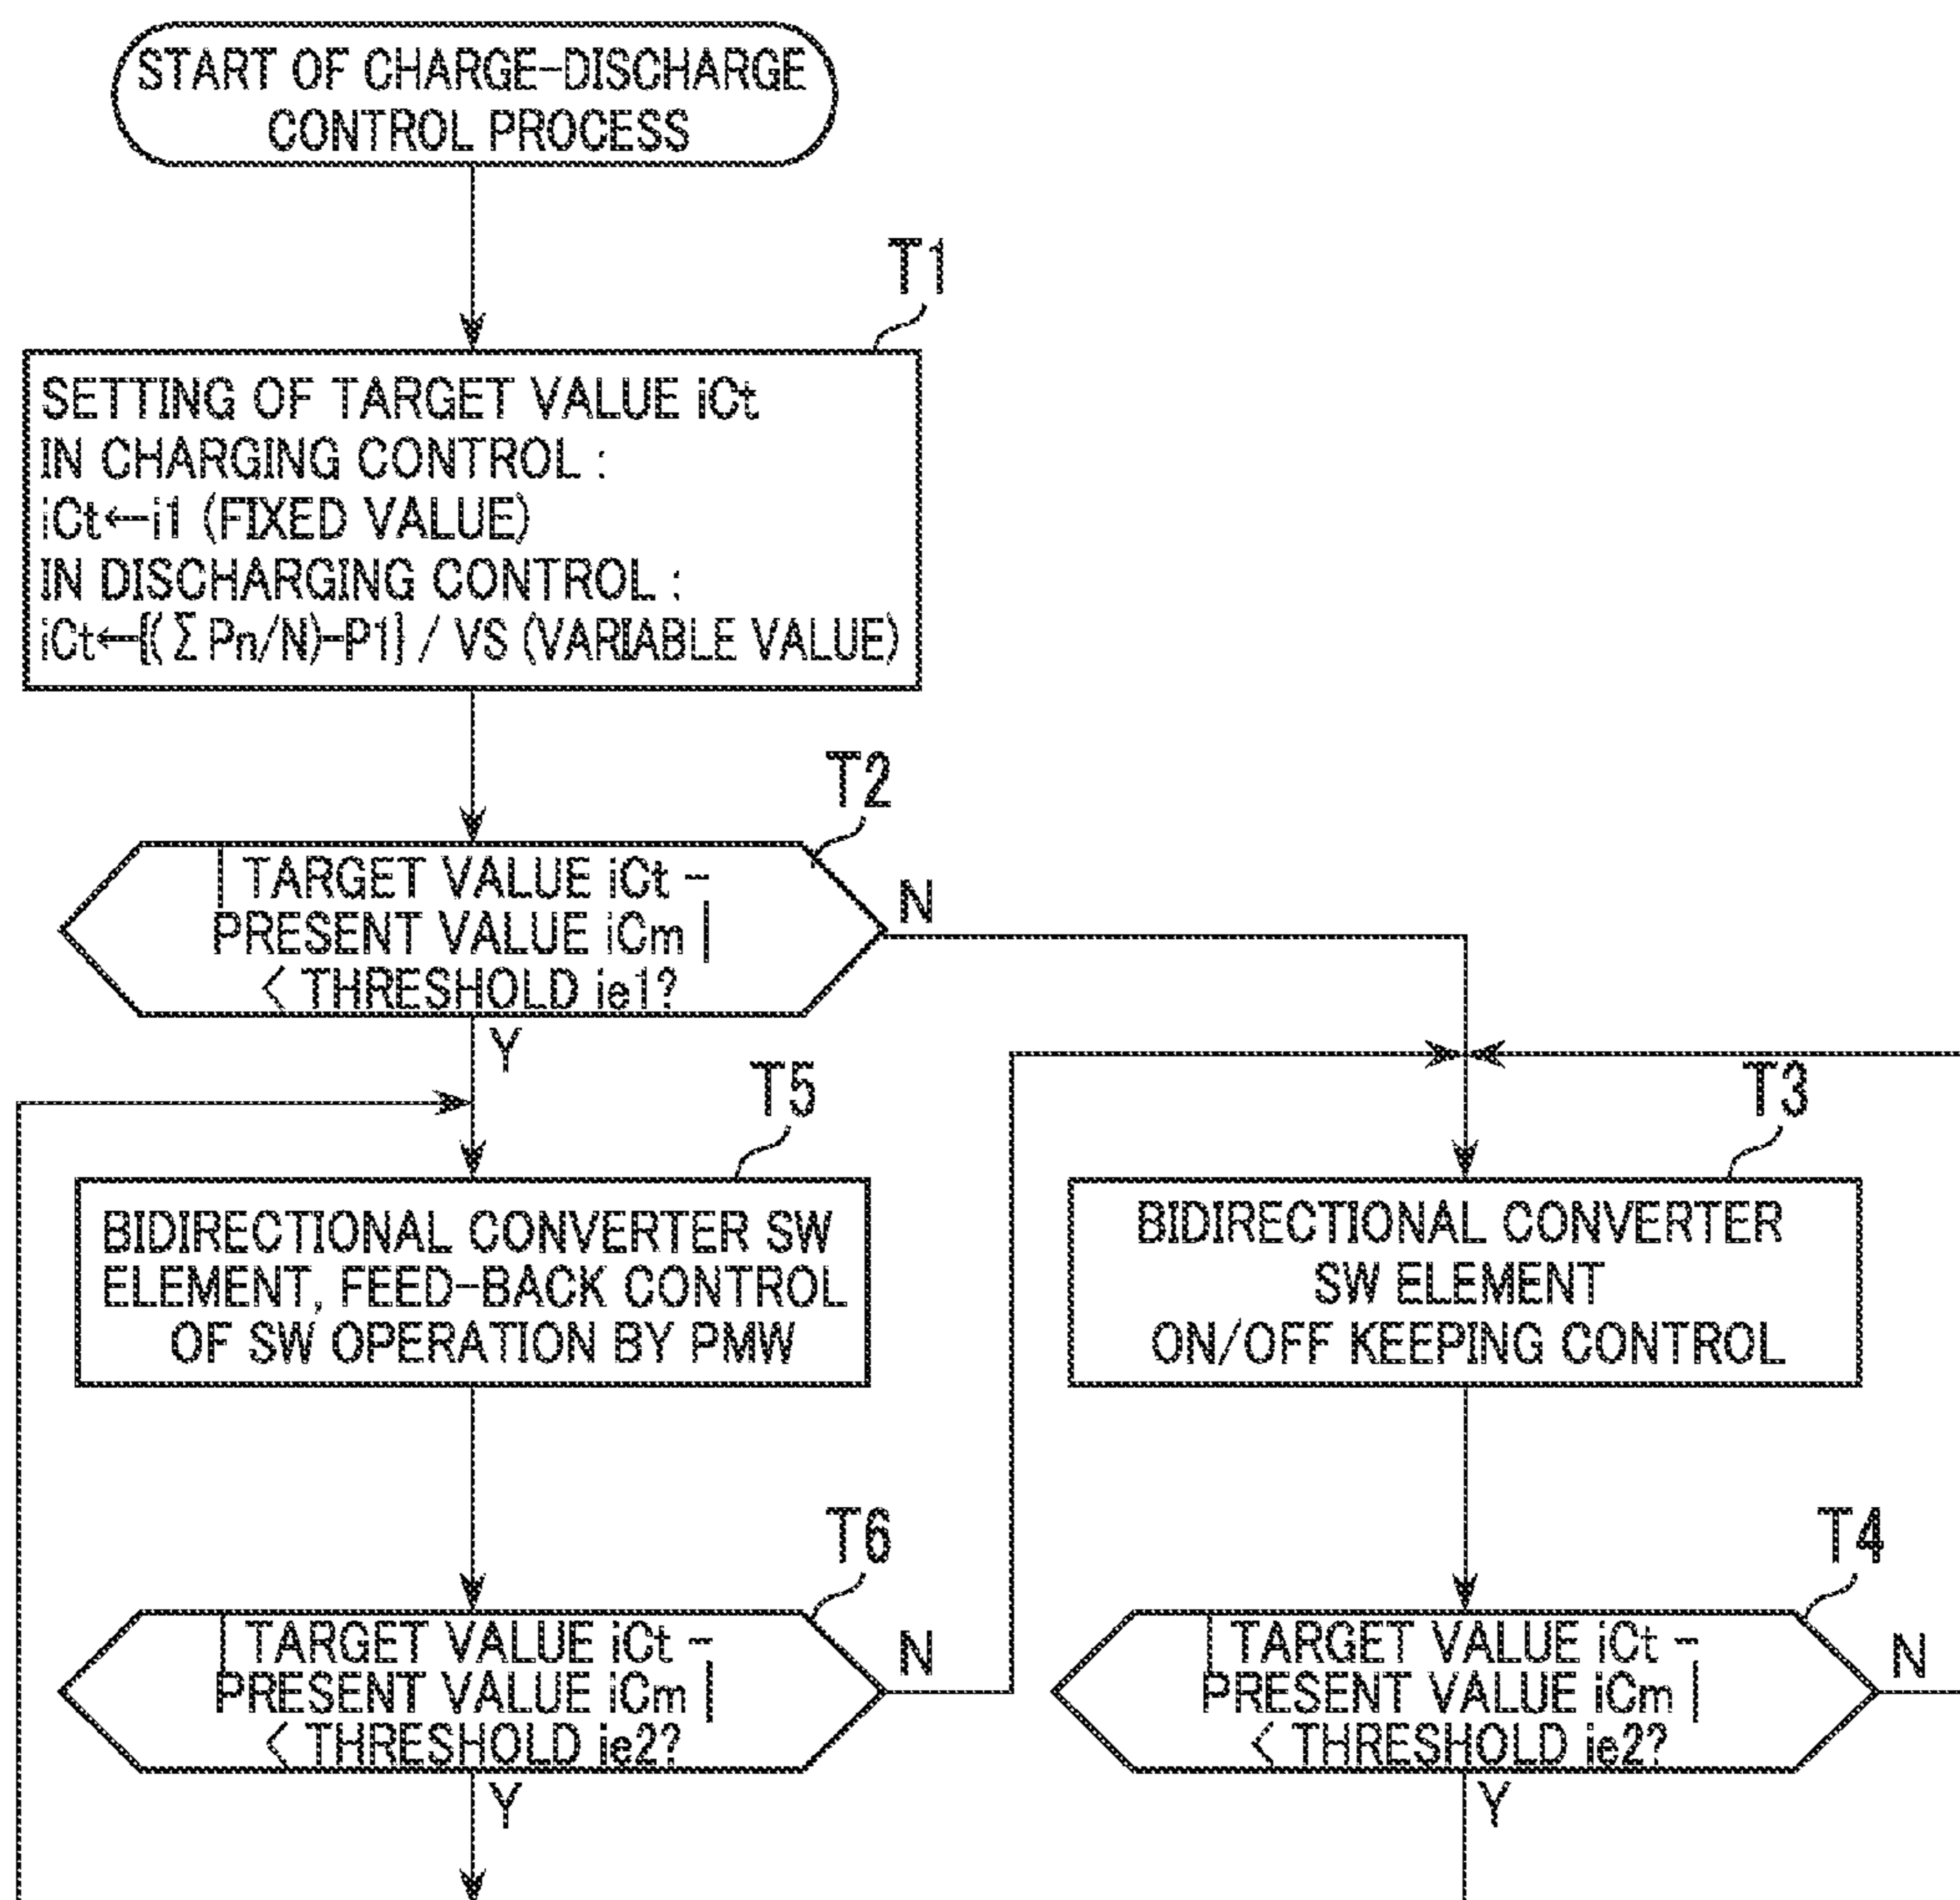 START OF CHARGE-DISCHARGE
CONTROL PROCESS
T1
SETTING OF TARGET VALUE iCt
IN CHARGING CONTROL :
iCt←i1 (FIXED VALUE)
IN DISCHARGING CONTROL :
iCt←{(Σ Pn/N)-P1} / VS (VARIABLE VALUE)
T2
| TARGET VALUE iCt -
PRESENT VALUE iCm |
< THRESHOLD ie1?
N
Y
T5
BIDIRECTIONAL CONVERTER SW
ELEMENT, FEED-BACK CONTROL
OF SW OPERATION BY PMW
T3
BIDIRECTIONAL CONVERTER
SW ELEMENT
ON/OFF KEEPING CONTROL
T6
| TARGET VALUE iCt -
PRESENT VALUE iCm |
< THRESHOLD ie2?
N
Y
T4
| TARGET VALUE iCt -
PRESENT VALUE iCm |
< THRESHOLD ie2?
N
Y